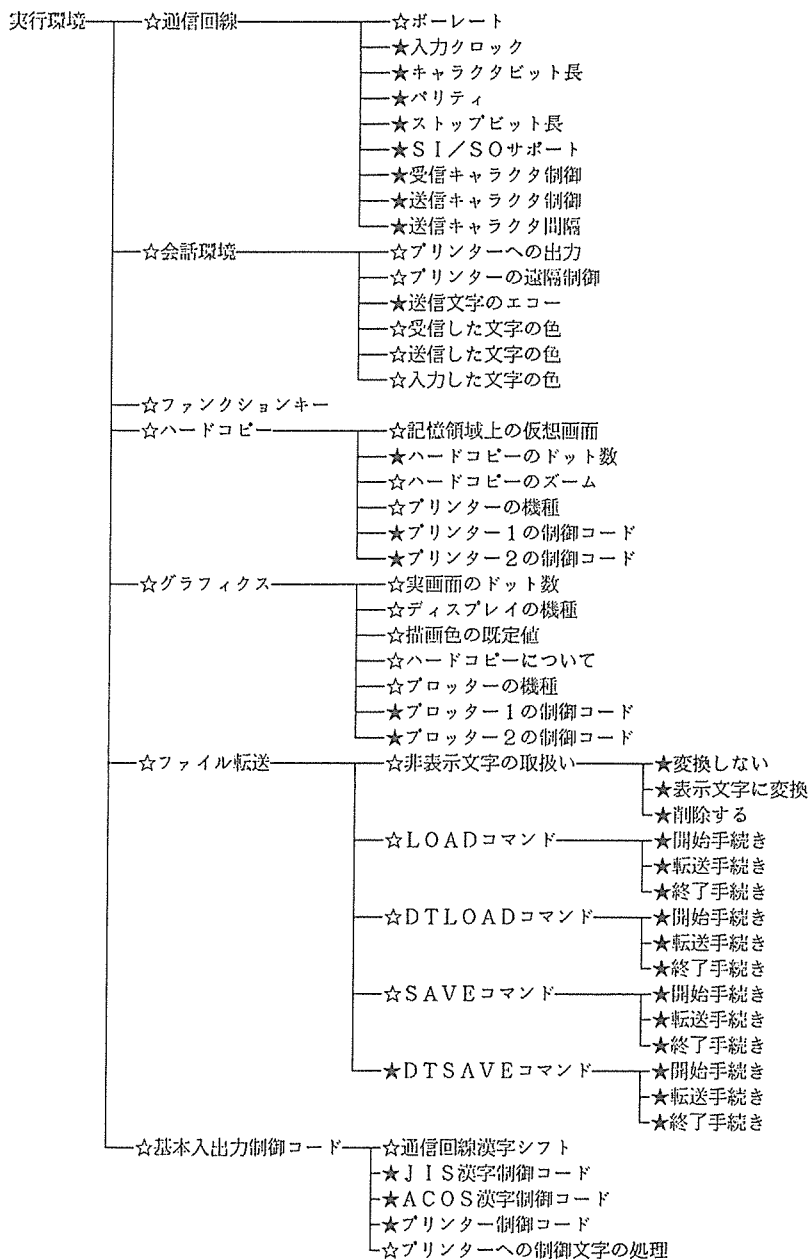 実行環境 ☆通信回線 ☆ボーレート
★入力クロック
★キャラクタビット長
★パリティ
★ストップビット長
★SI/SOサポート
★受信キャラクタ制御
★送信キャラクタ制御
★送信キャラクタ間隔
☆会話環境 ☆プリンターへの出力
☆プリンターの遠隔制御
★送信文字のエコー
☆受信した文字の色
☆送信した文字の色
☆入力した文字の色
☆ファンクションキー
☆ハードコピー ☆記憶領域上の仮想画面
★ハードコピーのドット数
☆ハードコピーのズーム
☆プリンターの機種
★プリンター1の制御コード
★プリンター2の制御コード
☆グラフィクス ☆実画面のドット数
☆ディスプレイの機種
☆描画色の既定値
☆ハードコピーについて
☆プロッターの機種
★プロッター1の制御コード
★プロッター2の制御コード
☆ファイル転送 ☆非表示文字の取扱い ★変換しない
★表示文字に変換
★削除する
☆LOADコマンド ★開始手続き
★転送手続き
★終了手続き
☆DTLOADコマンド ★開始手続き
★転送手続き
★終了手続き
☆SAVEコマンド ★開始手続き
★転送手続き
★終了手続き
★DTSAVEコマンド ★開始手続き
★転送手続き
★終了手続き
☆基本入出力制御コード ☆通信回線漢字シフト
★JIS漢字制御コード
★ACOS漢字制御コード
★プリンター制御コード
☆プリンターへの制御文字の処理